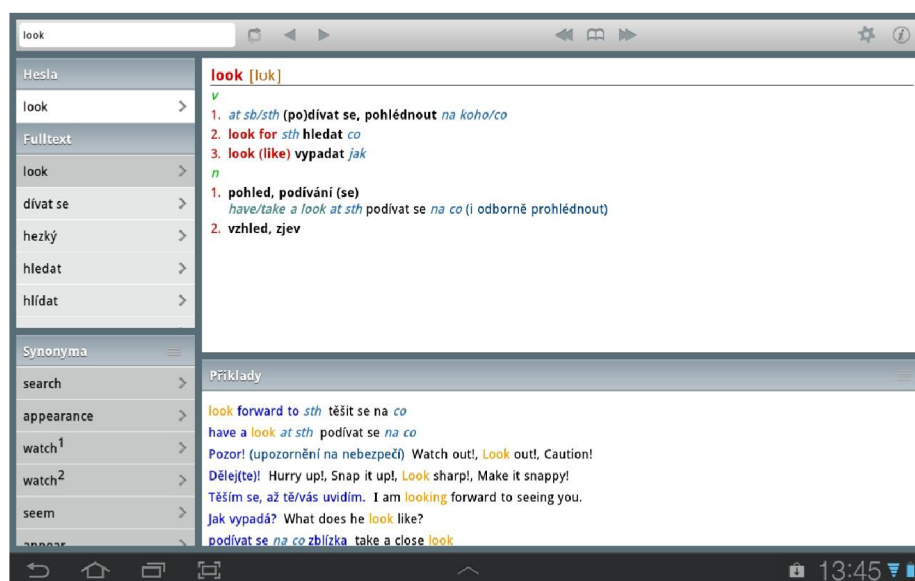 look
Hesla
look
Fulltext
look
dívat se
hezký
hledat
hlídat
Synonyma
search
appearance
watch1
watch2
seem
appear
look [lʊk]
v
1. at sb/sth (po)dívat se, pohlédnout na koho/co
2. look for sth hledat co
3. look (like) vypadat jak
n
1. pohled, podívání (se)
have/take a look at sth podívat se na co (i odborně prohlédnout)
2. vzhled, zjev
Příklady
look forward to sth těšit se na co
have a look at sth podívat se na co
Pozor! (upozornění na nebezpečí) Watch out!, Look out!, Caution!
Dělej(te)! Hurry up!, Snap it up!, Look sharp!, Make it snappy!
Těším se, až tě/vás uvidím. I am looking forward to seeing you.
Jak vypadá? What does he look like?
podívat se na co zblízka take a close look
13:45